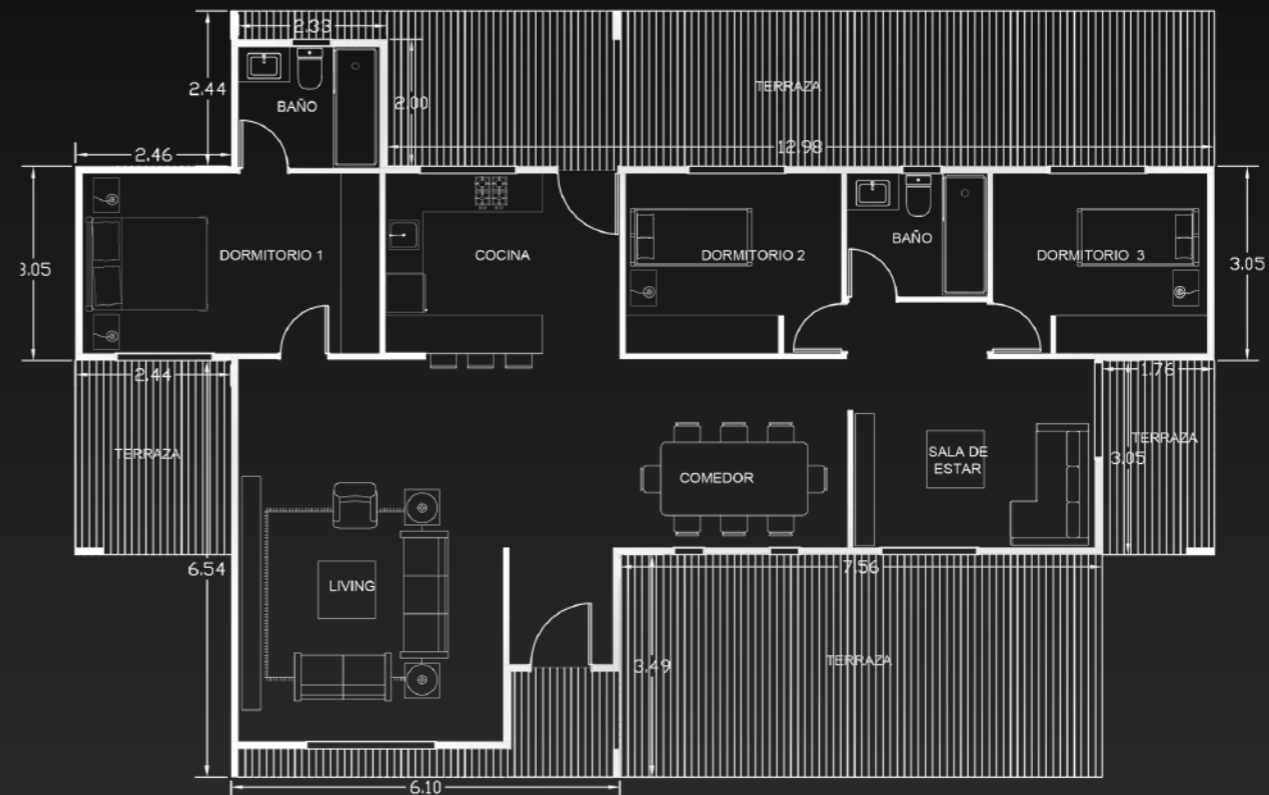 2.33
2.44
BAÑO
2.00
TERRAZA
2.46
12.98
3.05
DORMITORIO 1
COCINA
DORMITORIO 2
BAÑO
DORMITORIO 3
3.05
2.44
1.76
TERRAZA
TERRAZA
COMEDOR
SALA DE
ESTAR
3.05
6.54
LIVING
7.56
3.49
TERRAZA
6.10